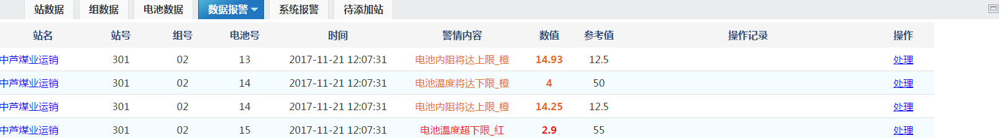 站数据 组数据 电池数据 数据报警 系统报警 待添加站
站名 站号 组号 电池号 时间 警情内容 数值 参考值 操作记录 操作
中芦煤业运销 301 02 13 2017-11-21 12:07:31 电池内阻将达上限_橙 14.93 12.5 处理
中芦煤业运销 301 02 14 2017-11-21 12:07:31 电池温度将达下限_橙 4 50 处理
中芦煤业运销 301 02 14 2017-11-21 12:07:31 电池内阻将达上限_橙 14.25 12.5 处理
中芦煤业运销 301 02 15 2017-11-21 12:07:31 电池温度超下限_红 2.9 55 处理